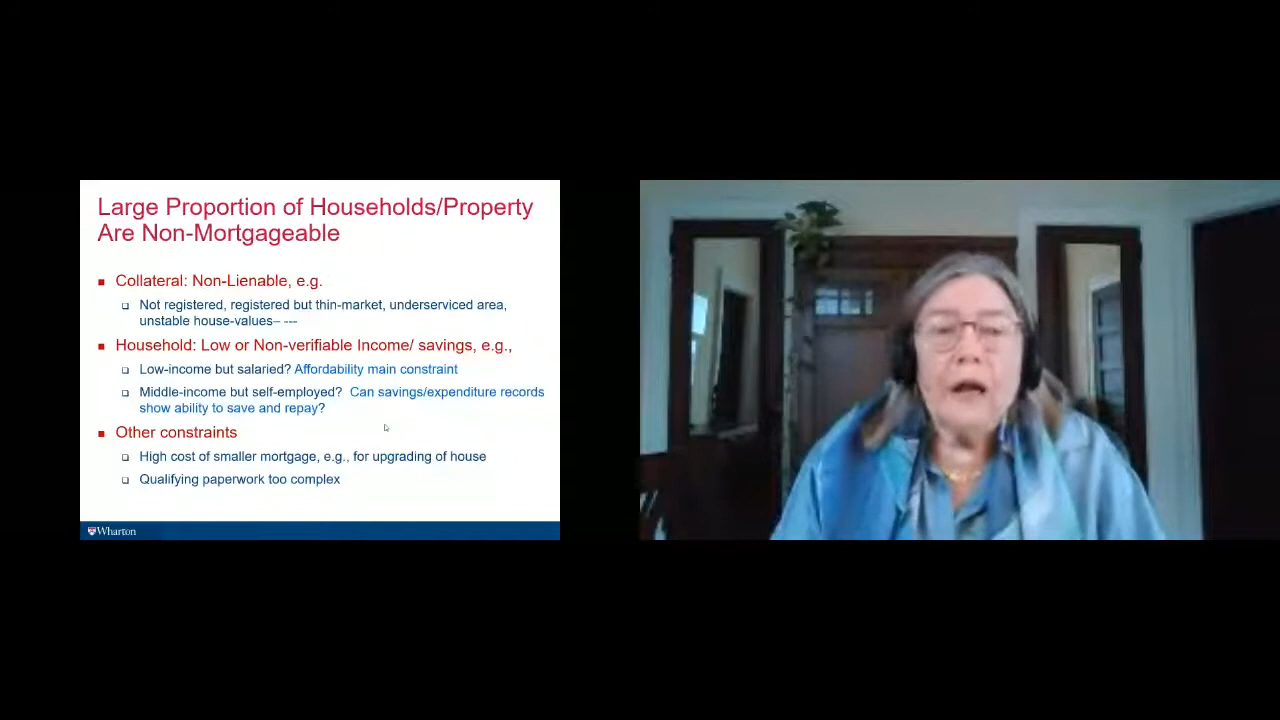 Large Proportion of Households/Property
Are Non-Mortgageable
Collateral: Non-Lienable, e.g.
Not registered, registered but thin-market, underserviced area,
unstable house-values– ---
Household: Low or Non-verifiable Income/ savings, e.g.,
Low-income but salaried? Affordability main constraint
Middle-income but self-employed? Can savings/expenditure records
show ability to save and repay?
Other constraints
High cost of smaller mortgage, e.g., for upgrading of house
Qualifying paperwork too complex
Wharton